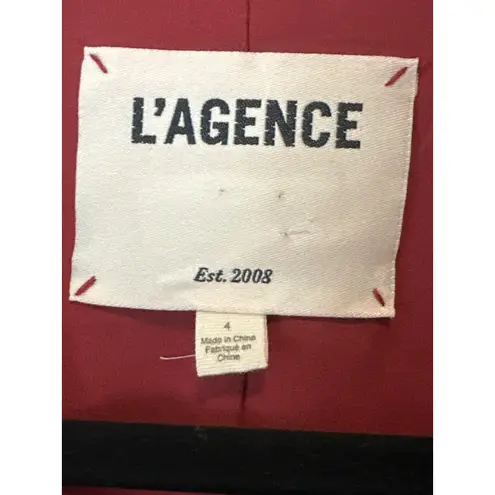 L'AGENCE
Est. 2008
4
Made in China
Fabriqué en
Chine